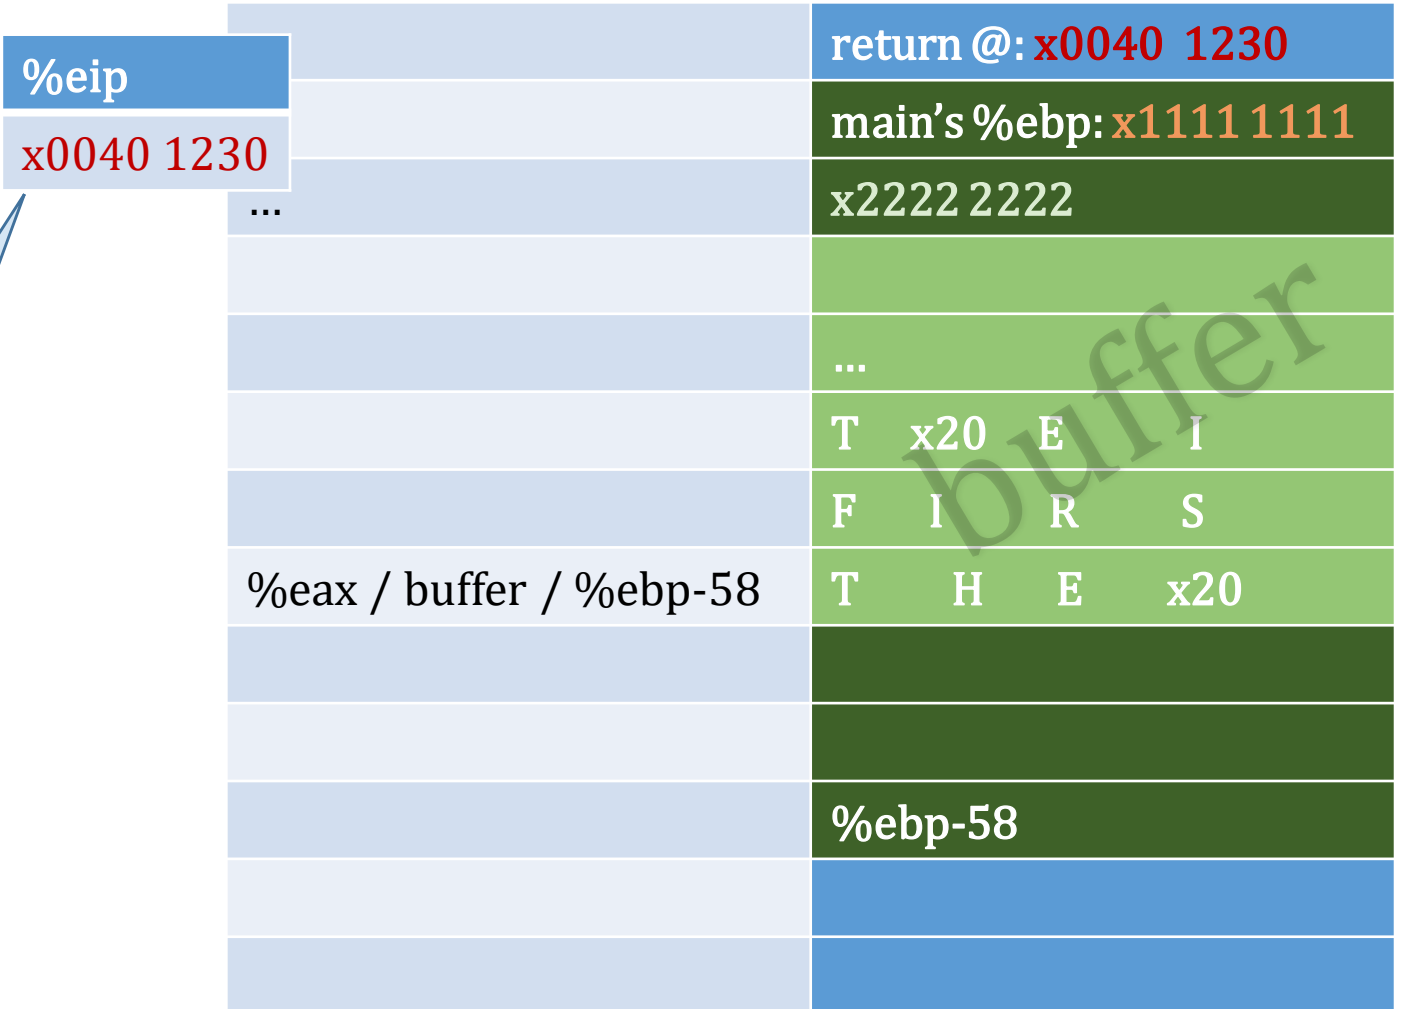 return @: x0040 1230
%eip
main's %ebp: x1111 1111
x0040 1230
... x2222 2222
...
T x20 E I
F I R S
%eax / buffer / %ebp-58 T H E x20
%ebp-58
buffer